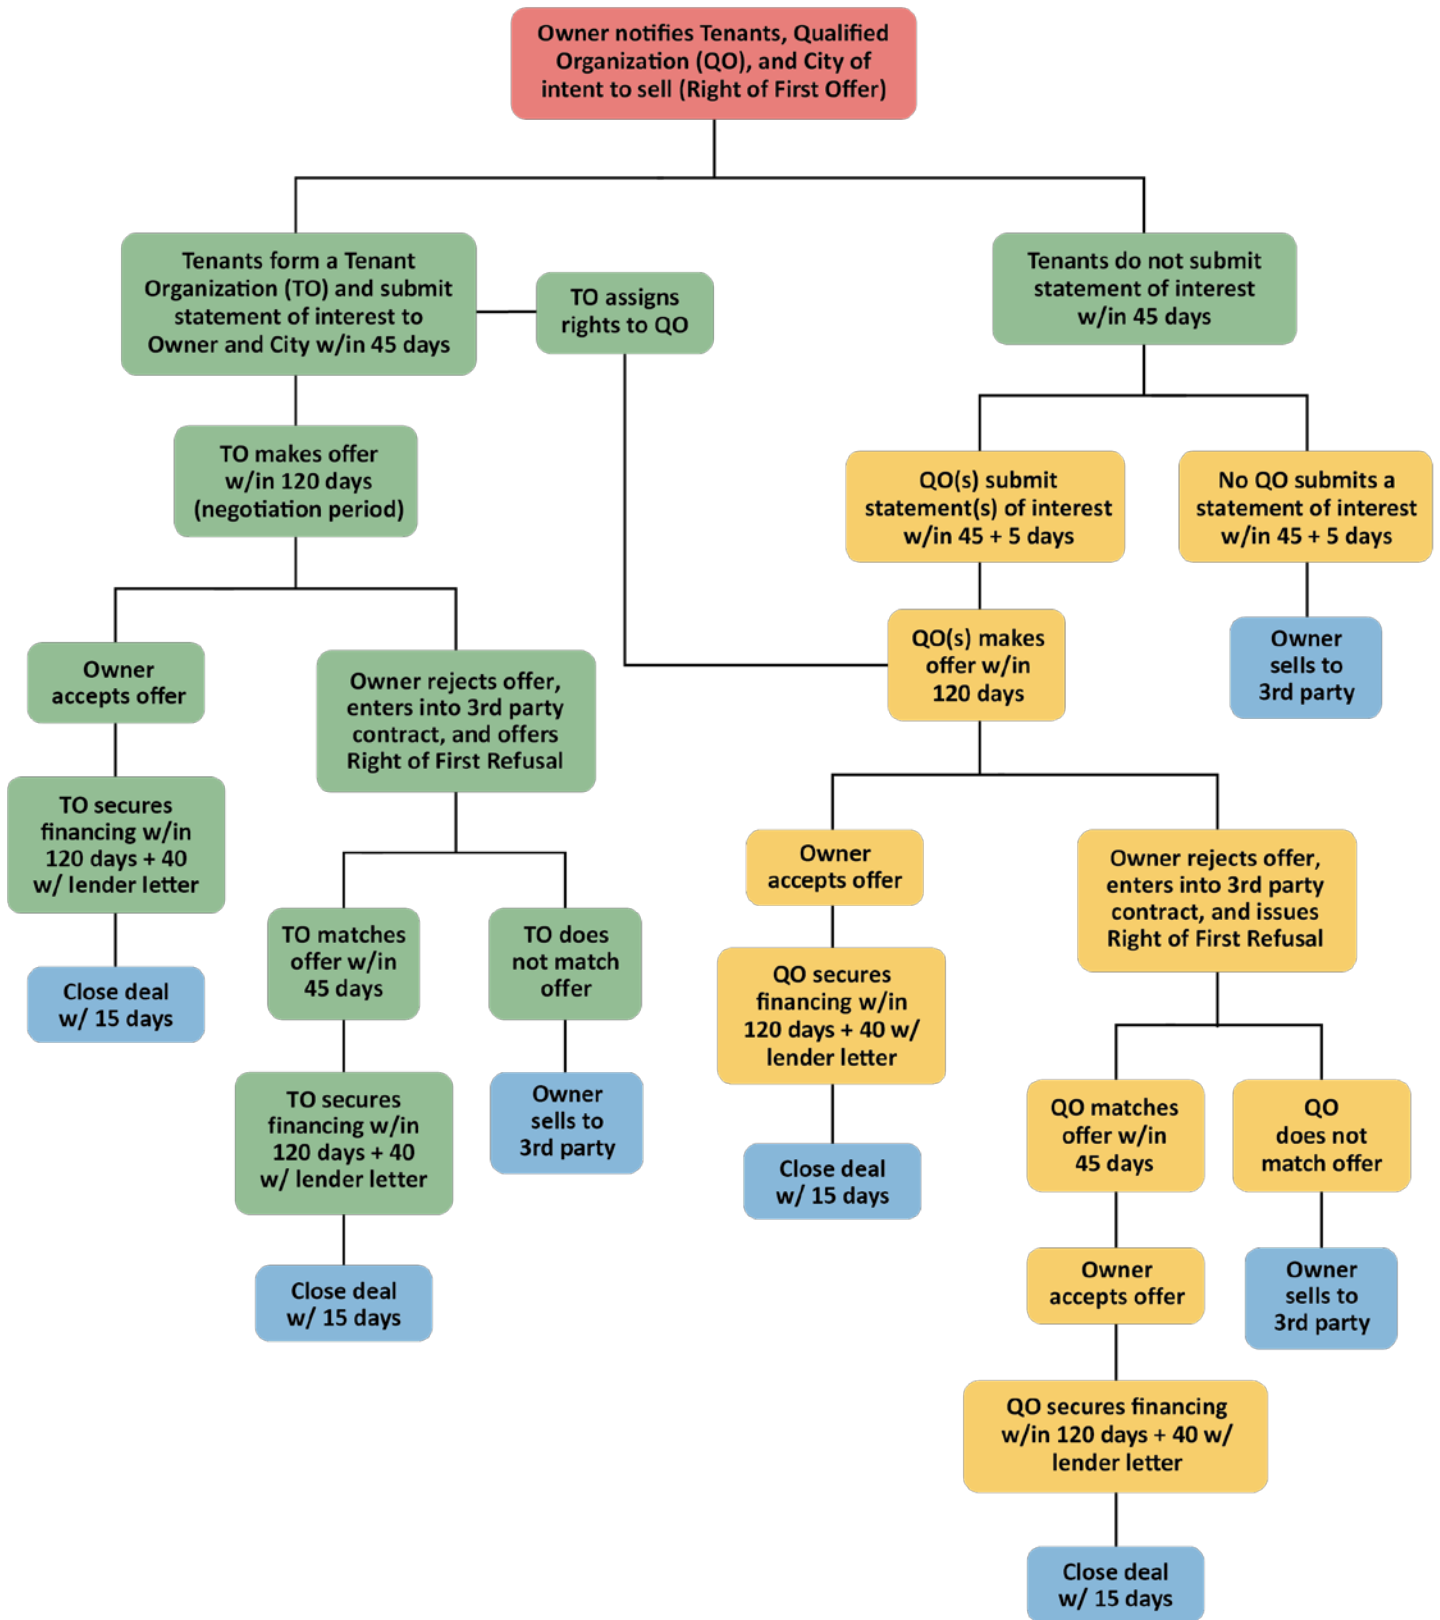 Owner notifies Tenants, Qualified
Organization (QO), and City of
intent to sell (Right of First Offer)
Tenants form a Tenant
Organization (TO) and submit
statement of interest to
Owner and City w/in 45 days
TO assigns
rights to QO
Tenants do not submit
statement of interest
w/in 45 days
TO makes offer
w/in 120 days
(negotiation period)
QO(s) submit
statement(s) of interest
w/in 45 + 5 days
No QO submits a
statement of interest
w/in 45 + 5 days
Owner
accepts offer
Owner rejects offer,
enters into 3rd party
contract, and offers
Right of First Refusal
QO(s) makes
offer w/in
120 days
Owner
sells to
3rd party
TO secures
financing w/in
120 days + 40
w/ lender letter
Owner
accepts offer
Owner rejects offer,
enters into 3rd party
contract, and issues
Right of First Refusal
TO matches
offer w/in
45 days
TO does
not match
offer
Close deal
w/ 15 days
QO secures
financing w/in
120 days + 40 w/
lender letter
TO secures
financing w/in
120 days + 40
w/ lender letter
Owner
sells to
3rd party
QO matches
offer w/in
45 days
QO
does not
match offer
Close deal
w/ 15 days
Close deal
w/ 15 days
Owner
accepts offer
Owner
sells to
3rd party
QO secures financing
w/in 120 days + 40 w/
lender letter
Close deal
w/ 15 days